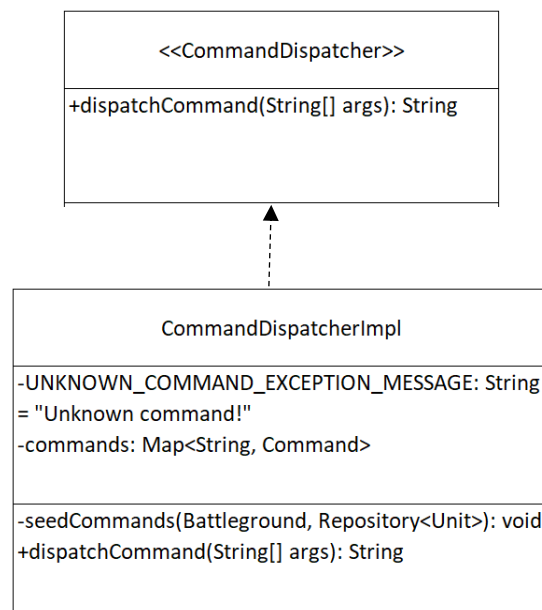 <<CommandDispatcher>>
+dispatchCommand(String[] args): String
CommandDispatcherImpl
-UNKNOWN_COMMAND_EXCEPTION_MESSAGE: String
= "Unknown command!"
-commands: Map<String, Command>
-seedCommands(Battleground, Repository<Unit>): void
+dispatchCommand(String[] args): String